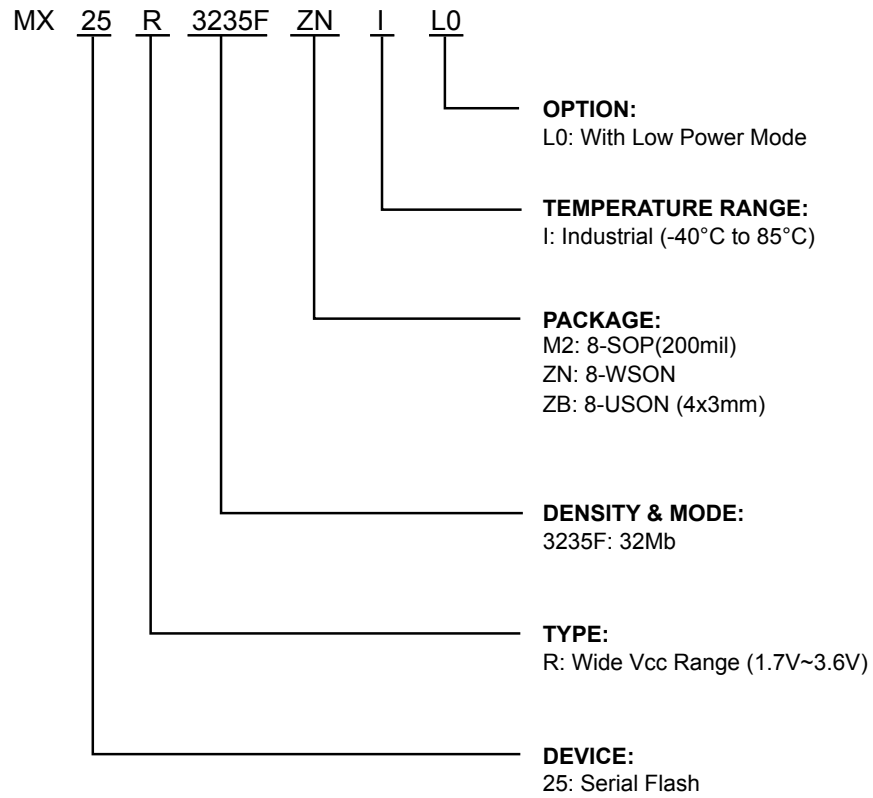 MX 25 R 3235F ZN I L0
OPTION:
L0: With Low Power Mode
TEMPERATURE RANGE:
I: Industrial (-40°C to 85°C)
PACKAGE:
M2: 8-SOP(200mil)
ZN: 8-WSON
ZB: 8-USON (4x3mm)
DENSITY & MODE:
3235F: 32Mb
TYPE:
R: Wide Vcc Range (1.7V~3.6V)
DEVICE:
25: Serial Flash